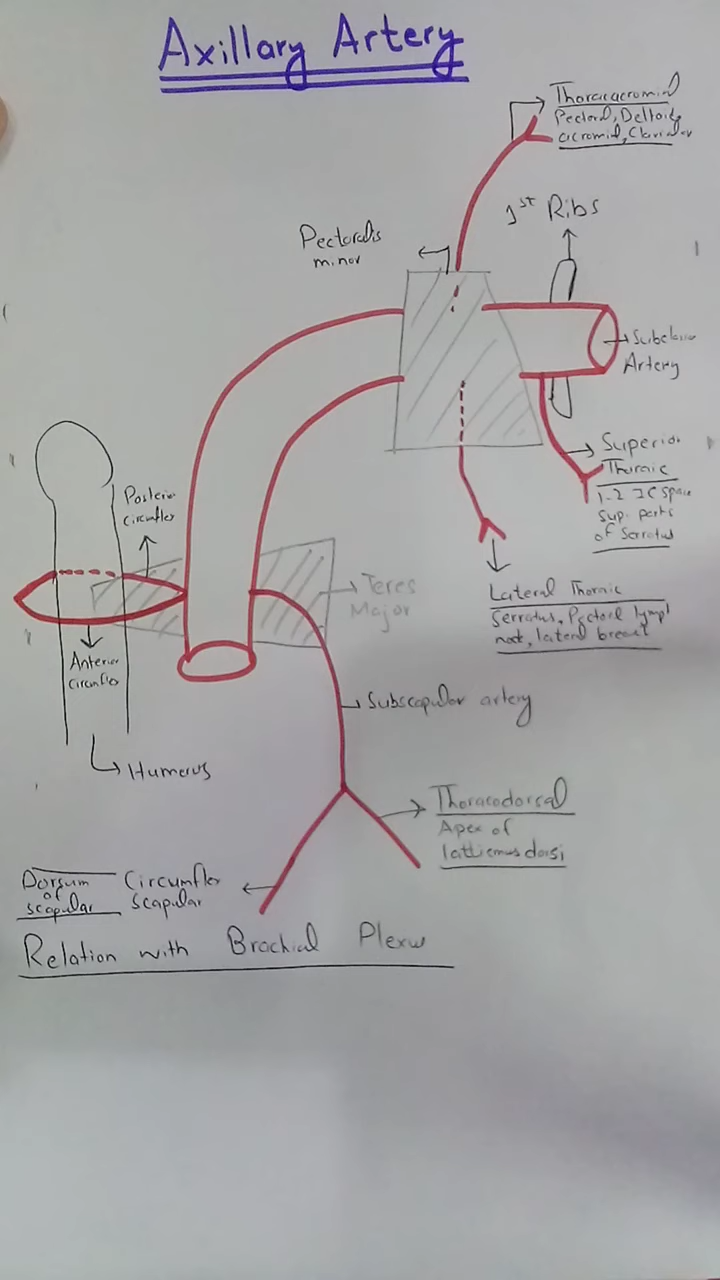 Axillary Artery
Thoracoacromial
Pectoral, Deltoid,
acromial, Clavicular
1st Ribs
Pectoralis
minor
Subclavian
Artery
Superior
Thoracic
1-2 IC space
Sup. parts
of Serratus
Posterior
circumflex
Teres
Major
Lateral Thoracic
Serratus, Pectoral lymph
node, lateral breast
Anterior
circumflex
Subscapular artery
Humerus
Thoracodorsal
Apex of
latissimus dorsi
Dorsum
of
scapular
Circumflex
Scapular
Relation with Brachial Plexus